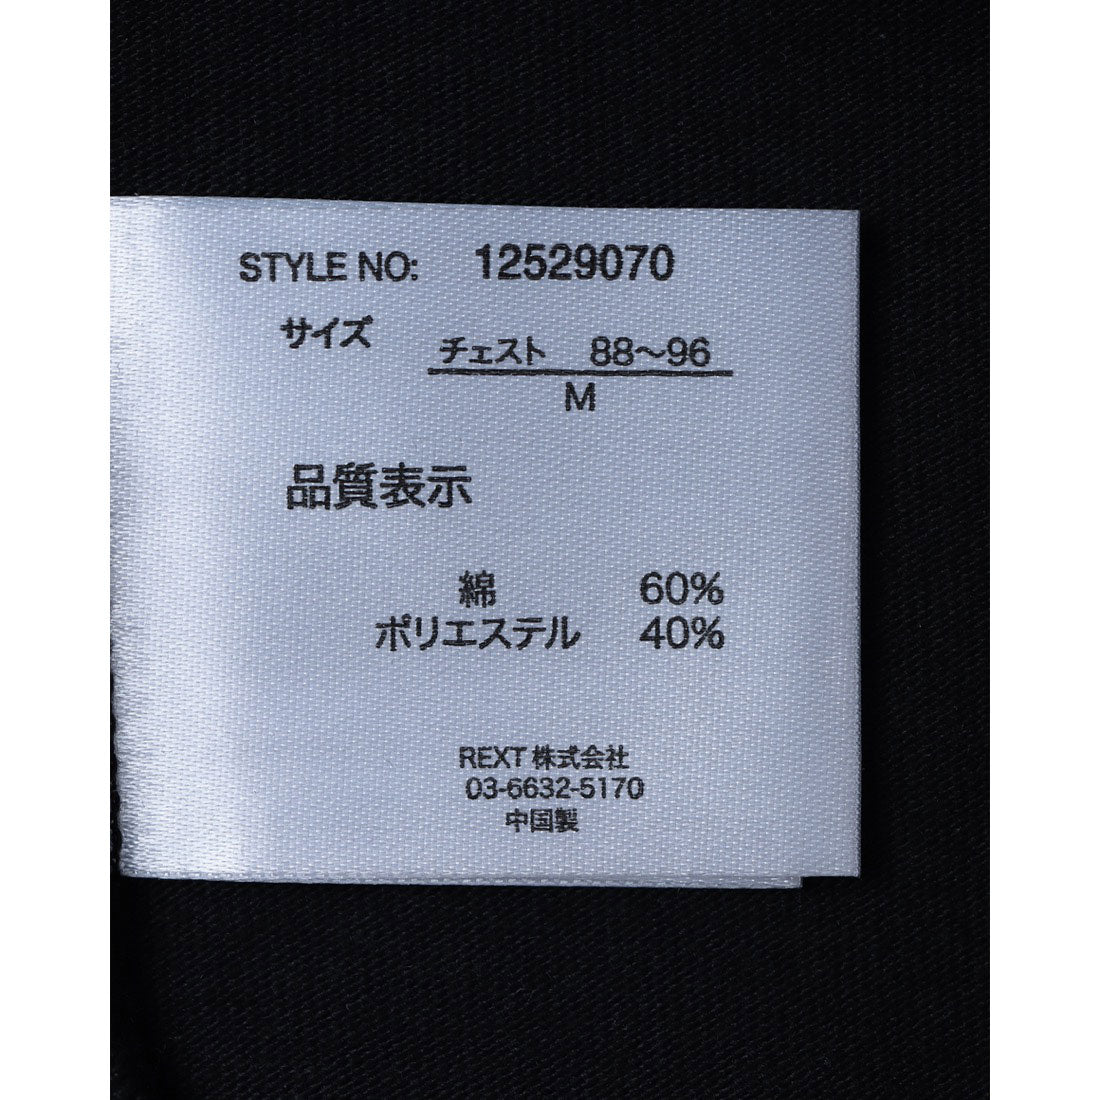 STYLE NO: 12529070
サイズ チェスト 88〜96
M
品質表示
綿 60%
ポリエステル 40%
REXT 株式会社
03-6632-5170
中国製